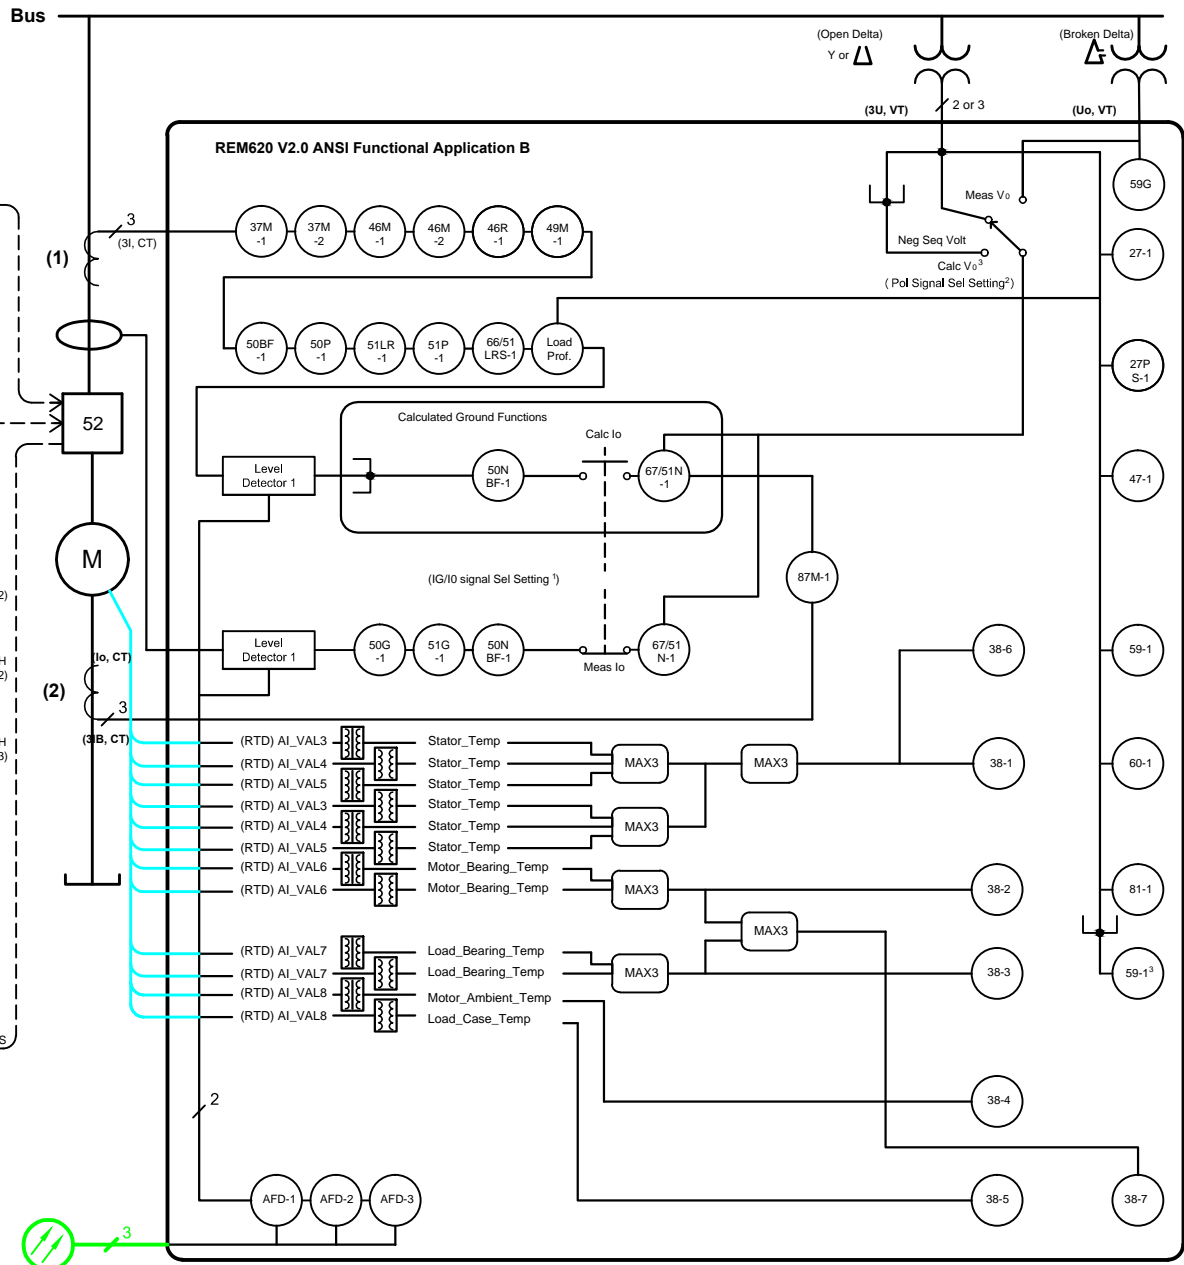 Bus
(Open Delta)
Y or
(Broken Delta)
(3U, VT)
2 or 3
(Uo, VT)
REM620 V2.0 ANSI Functional Application B
59G
Meas V0
3
(3I, CT)
(1)
37M
-1
37M
-2
46M
-1
46M
-2
46R
-1
49M
-1
Neg Seq Volt
Calc V0 3
( Pol Signal Sel Setting2)
27-1
50BF
-1
50P
-1
51LR
-1
51P
-1
66/51
LRS-1
Load
Prof.
27P
S-1
52
Calculated Ground Functions
Calc Io
Level
Detector 1
50N
BF-1
67/51N
-1
47-1
M
87M-1
(IG/I0 signal Sel Setting 1)
2)
Level
Detector 1
50G
-1
51G
-1
50N
BF-1
Meas Io
67/51
N-1
38-6
59-1
(Io, CT)
H
2)
(2)
3
(3IB, CT)
H
3)
(RTD) AI_VAL3
Stator_Temp
(RTD) AI_VAL4
Stator_Temp
MAX3
MAX3
38-1
60-1
(RTD) AI_VAL5
Stator_Temp
(RTD) AI_VAL3
Stator_Temp
(RTD) AI_VAL4
Stator_Temp
MAX3
(RTD) AI_VAL5
Stator_Temp
(RTD) AI_VAL6
Motor_Bearing_Temp
(RTD) AI_VAL6
Motor_Bearing_Temp
MAX3
38-2
81-1
MAX3
(RTD) AI_VAL7
Load_Bearing_Temp
(RTD) AI_VAL7
Load_Bearing_Temp
MAX3
38-3
59-1 3
(RTD) AI_VAL8
Motor_Ambient_Temp
(RTD) AI_VAL8
Load_Case_Temp
S
2
38-4
AFD-1
AFD-2
AFD-3
38-5
38-7
3